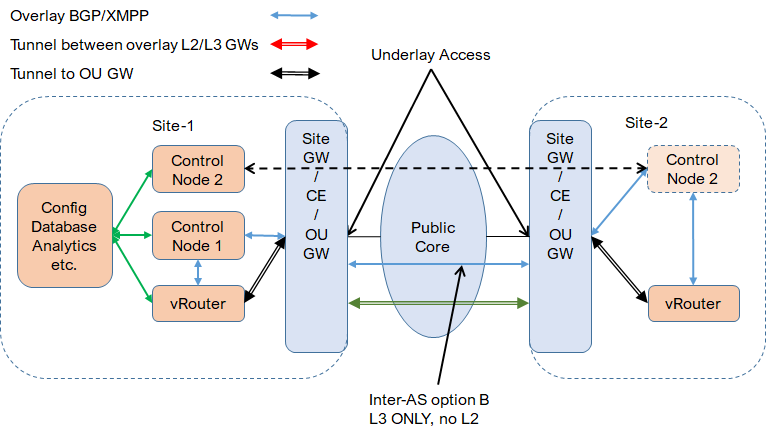 Overlay BGP/XMPP
Tunnel between overlay L2/L3 GWs
Tunnel to OU GW
Underlay Access
Site-1
Site-2
Config
Database
Analytics
etc.
Control
Node 2
Control
Node 1
vRouter
Site
GW
/
CE
/
OU
GW
Public
Core
Site
GW
/
CE
/
OU
GW
Control
Node 2
vRouter
Inter-AS option B
L3 ONLY, no L2